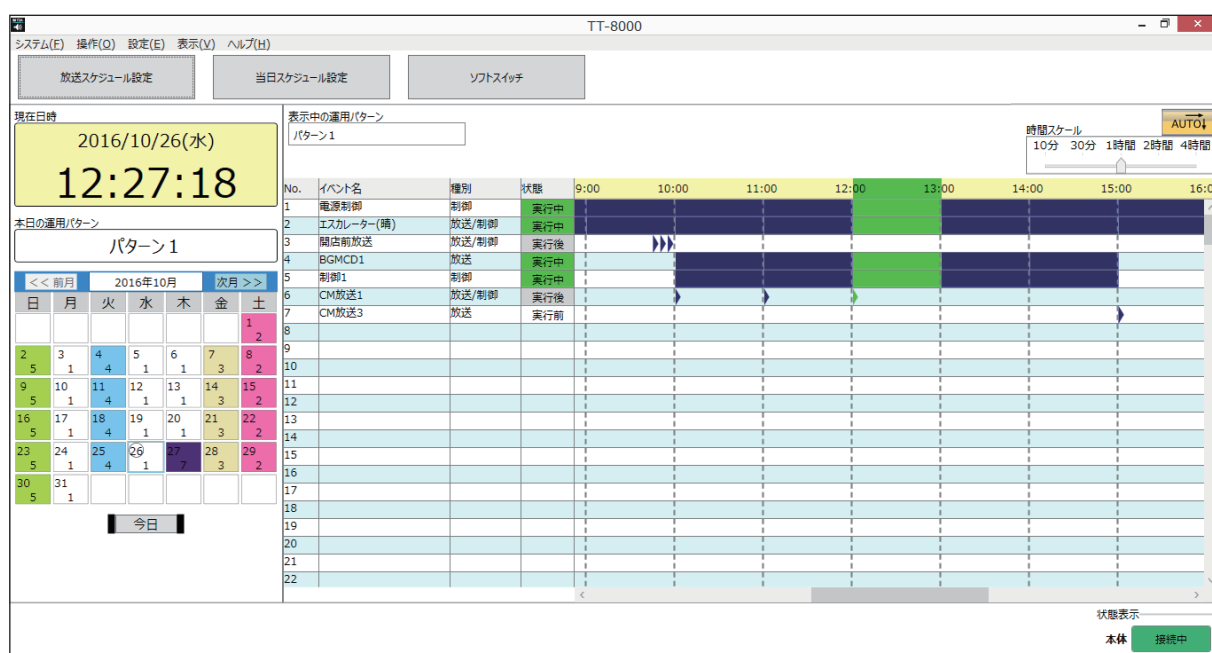 TT-8000
システム(F) 操作(O) 設定(E) 表示(V) ヘルプ(H)
放送スケジュール設定 当日スケジュール設定 ソフトスイッチ
現在日時
2016/10/26(水)
12:27:18
本日の運用パターン
パターン1
<< 前月 2016年10月 次月 >>
日 月 火 水 木 金 土
1
2
2 3 4 5 6 7 8
5 1 4 1 1 3 2
9 10 11 12 13 14 15
5 1 4 1 1 3 2
16 17 18 19 20 21 22
5 1 4 1 1 3 2
23 24 25 26 27 28 29
5 1 4 1 7 3 2
30 31
5 1
今日
表示中の運用パターン
パターン1
AUTO
時間スケール
10分 30分 1時間 2時間 4時間
No. イベント名 種別 状態 9:00 10:00 11:00 12:00 13:00 14:00 15:00 16:0
1 電源制御 制御 実行中
2 エスカレーター(晴) 放送/制御 実行中
3 開店前放送 放送/制御 実行後
4 BGMCD1 放送 実行中
5 制御1 制御 実行中
6 CM放送1 放送/制御 実行後
7 CM放送3 放送 実行前
8
9
10
11
12
13
14
15
16
17
18
19
20
21
22
状態表示
本体 接続中